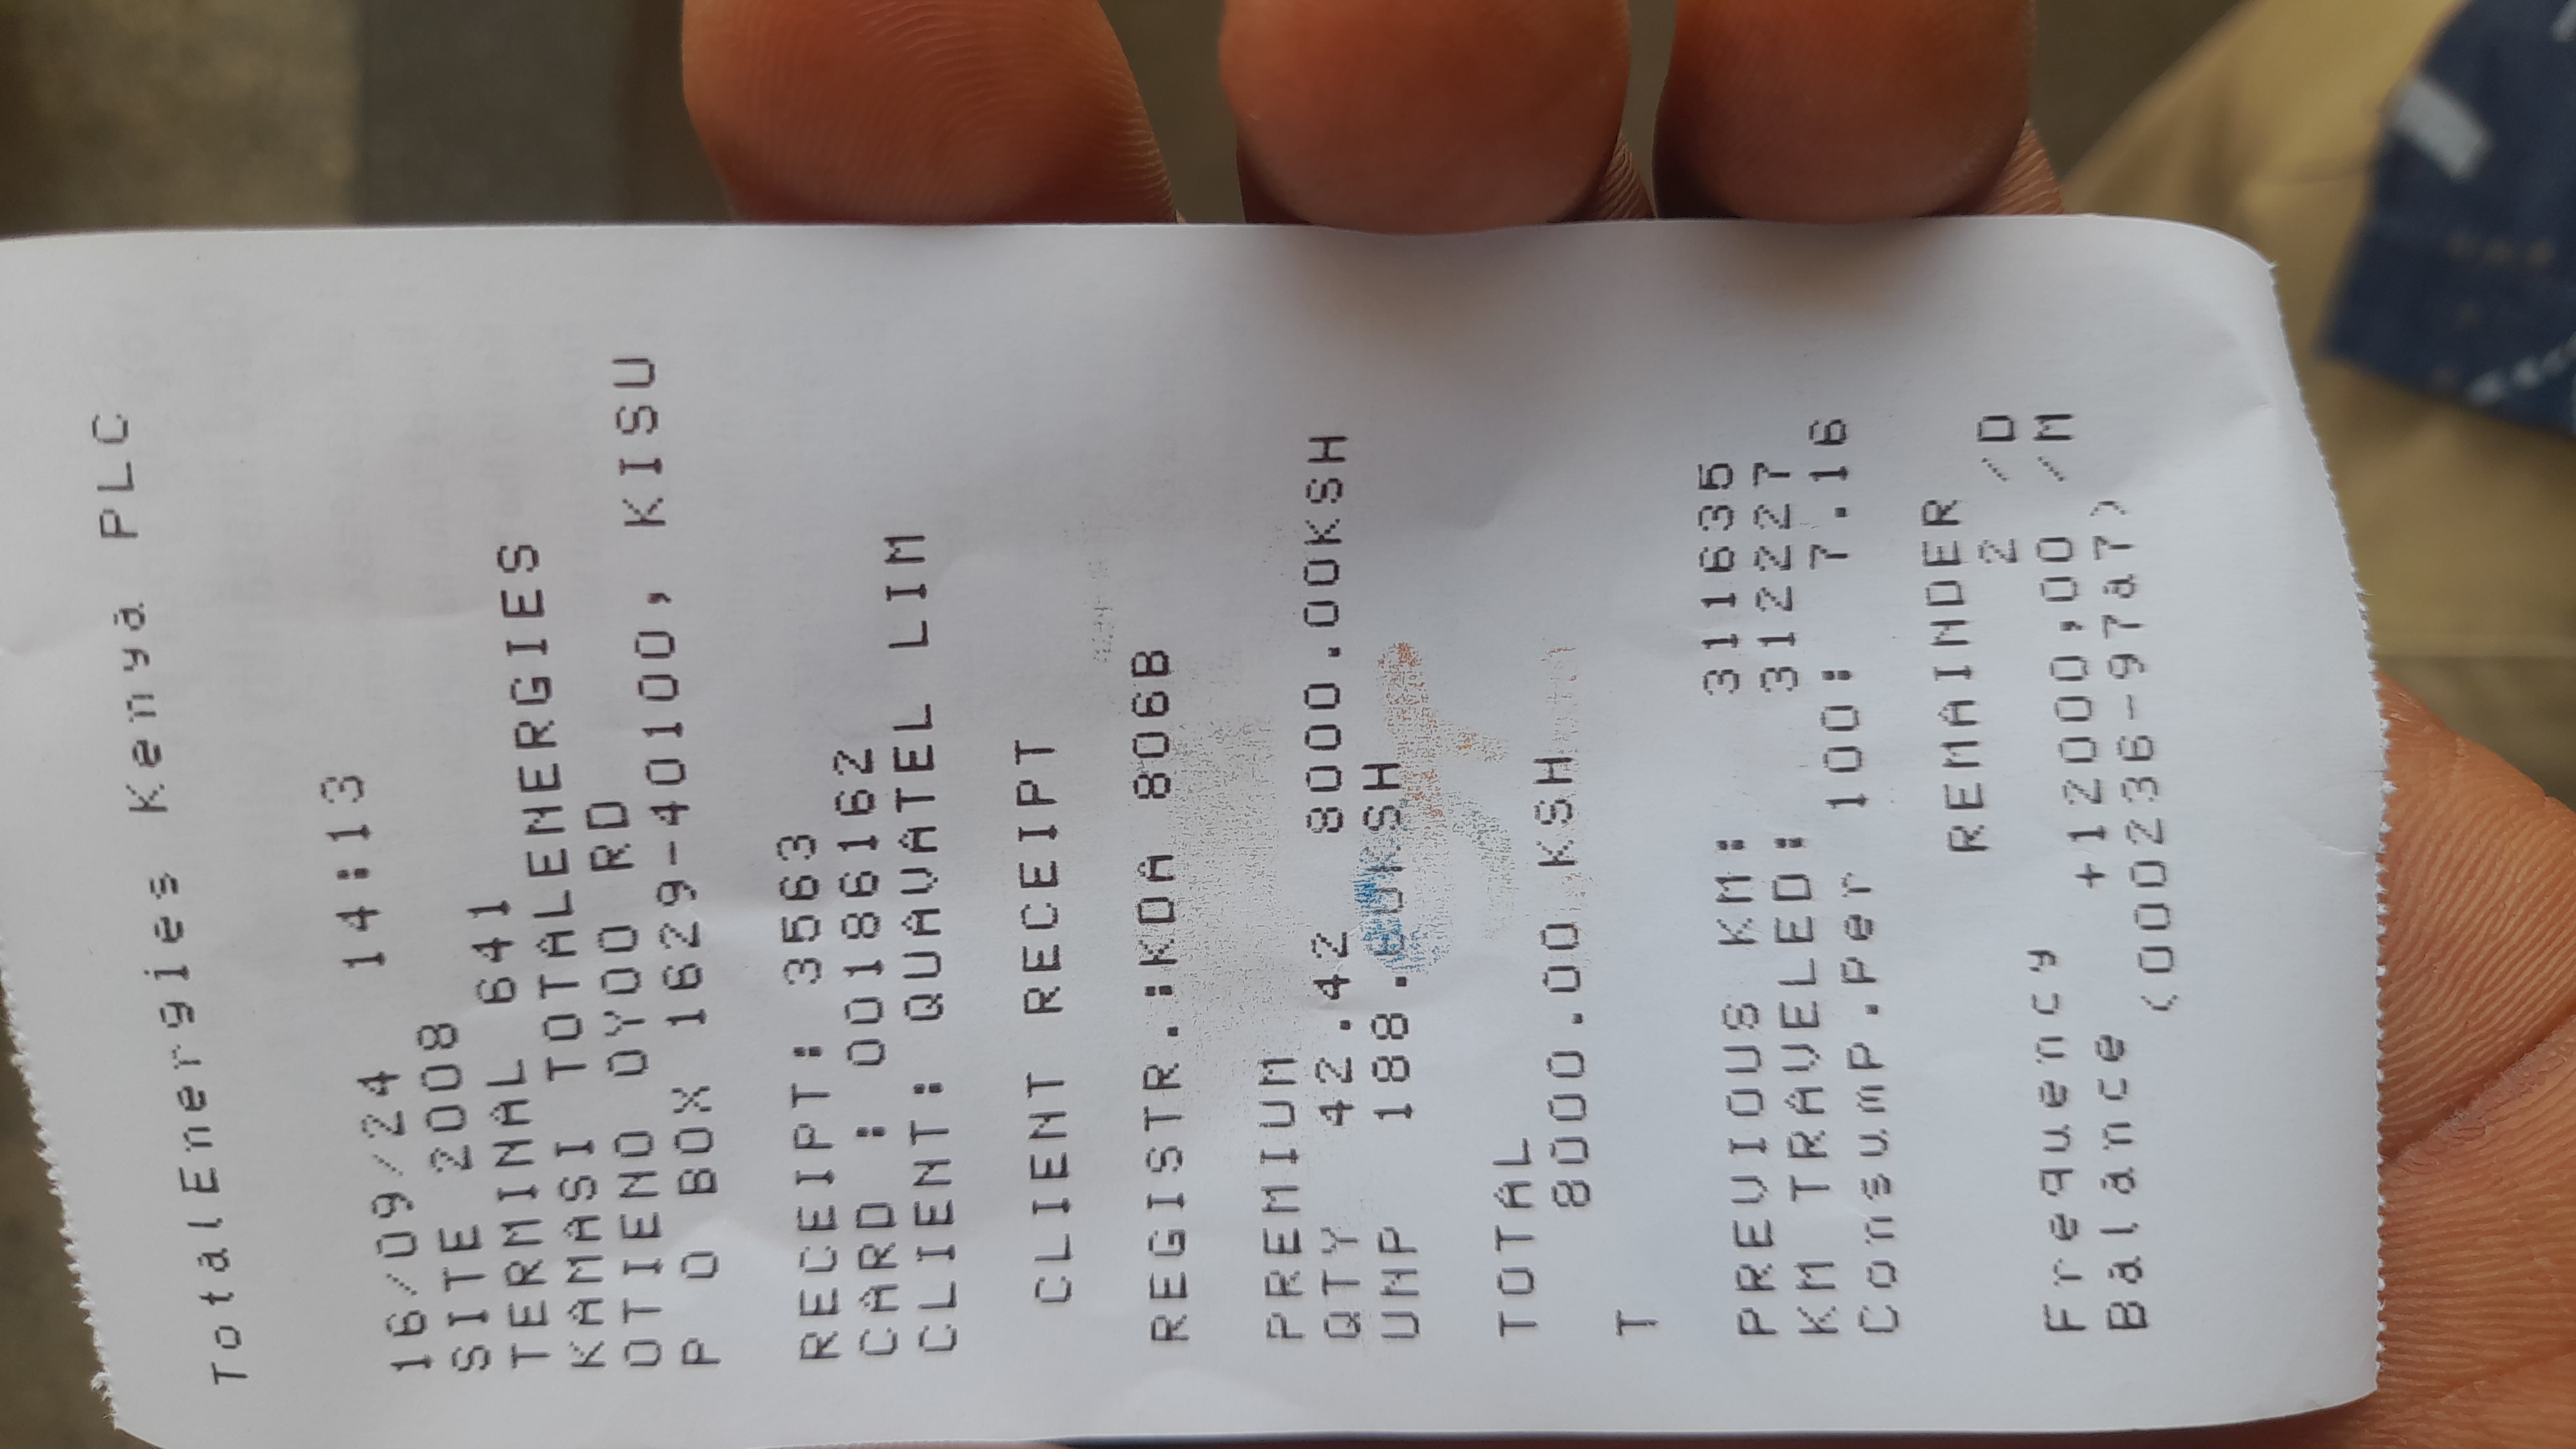 TotalEnergies Kenya PLC
16/09/24 14:13
SITE 2008
TERMINAL 641
KAMASI TOTALENERGIES
OTIENO OYOO RD
P O BOX 1629-40100, KISU
RECEIPT: 3563
CARD : 00186162
CLIENT: QUAVATEL LIM
CLIENT RECEIPT
REGISTR.:KDA 806B
PREMIUM
QTY 42.42 8000.00KSH
UNP
TOTAL
8000.00 KSH
T
PREVIOUS KM: 311635
KM TRAVELED: 312227
Consump.Per 100: 7.16
REMAINDER
Frequency 2 /D
Balance +12000,00 /M
<000236-97a7>